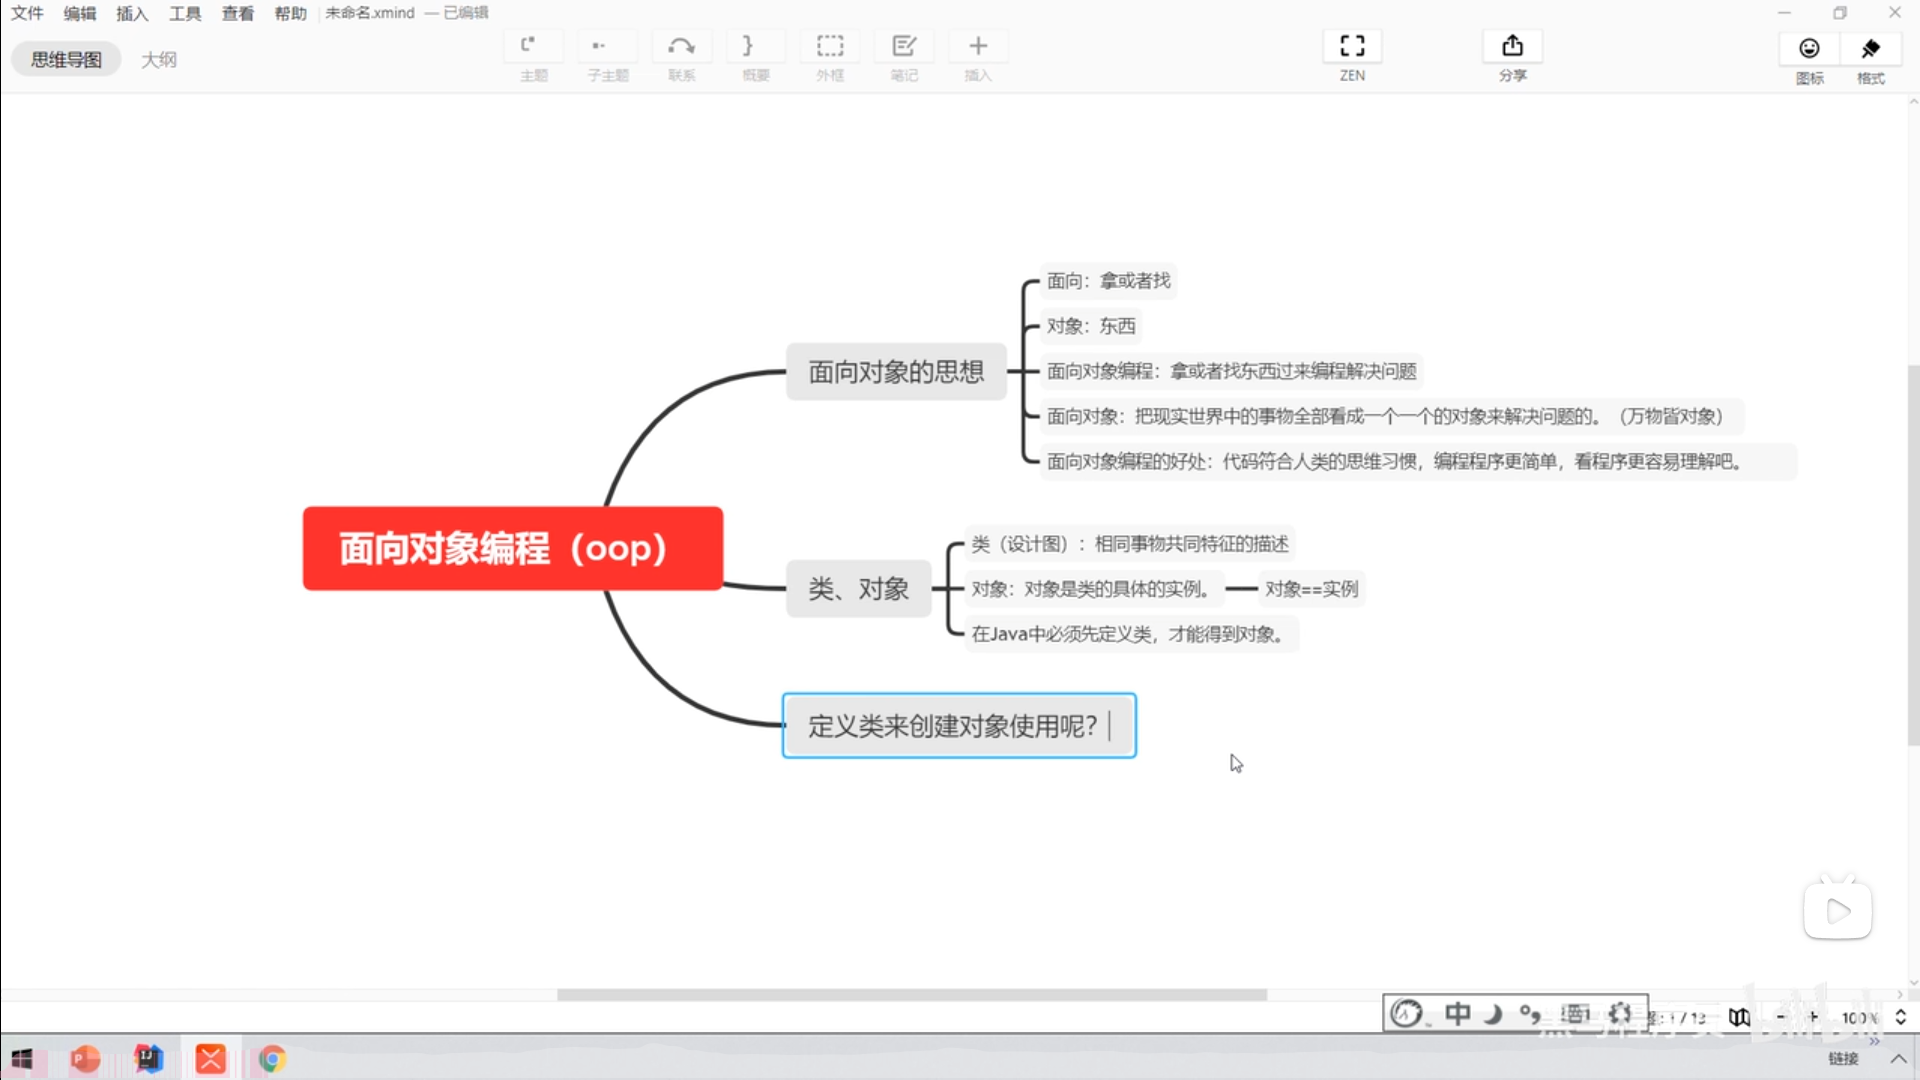 文件 编辑 插入 工具 查看 帮助 未命名.xmind — 已编辑
思维导图 大纲
主题 子主题 联系 概要 外框 笔记 插入 ZEN 分享 图标 格式
面向对象的思想
面向：拿或者找
对象：东西
面向对象编程：拿或者找东西过来编程解决问题
面向对象：把现实世界中的事物全部看成一个一个的对象来解决问题的。（万物皆对象）
面向对象编程的好处：代码符合人类的思维习惯，编程程序更简单，看程序更容易理解吧。
面向对象编程（oop）
类、对象
类（设计图）：相同事物共同特征的描述
对象：对象是类的具体的实例。
对象==实例
在Java中必须先定义类，才能得到对象。
定义类来创建对象使用呢？
中
1 / 13
100%
链接
bilibili